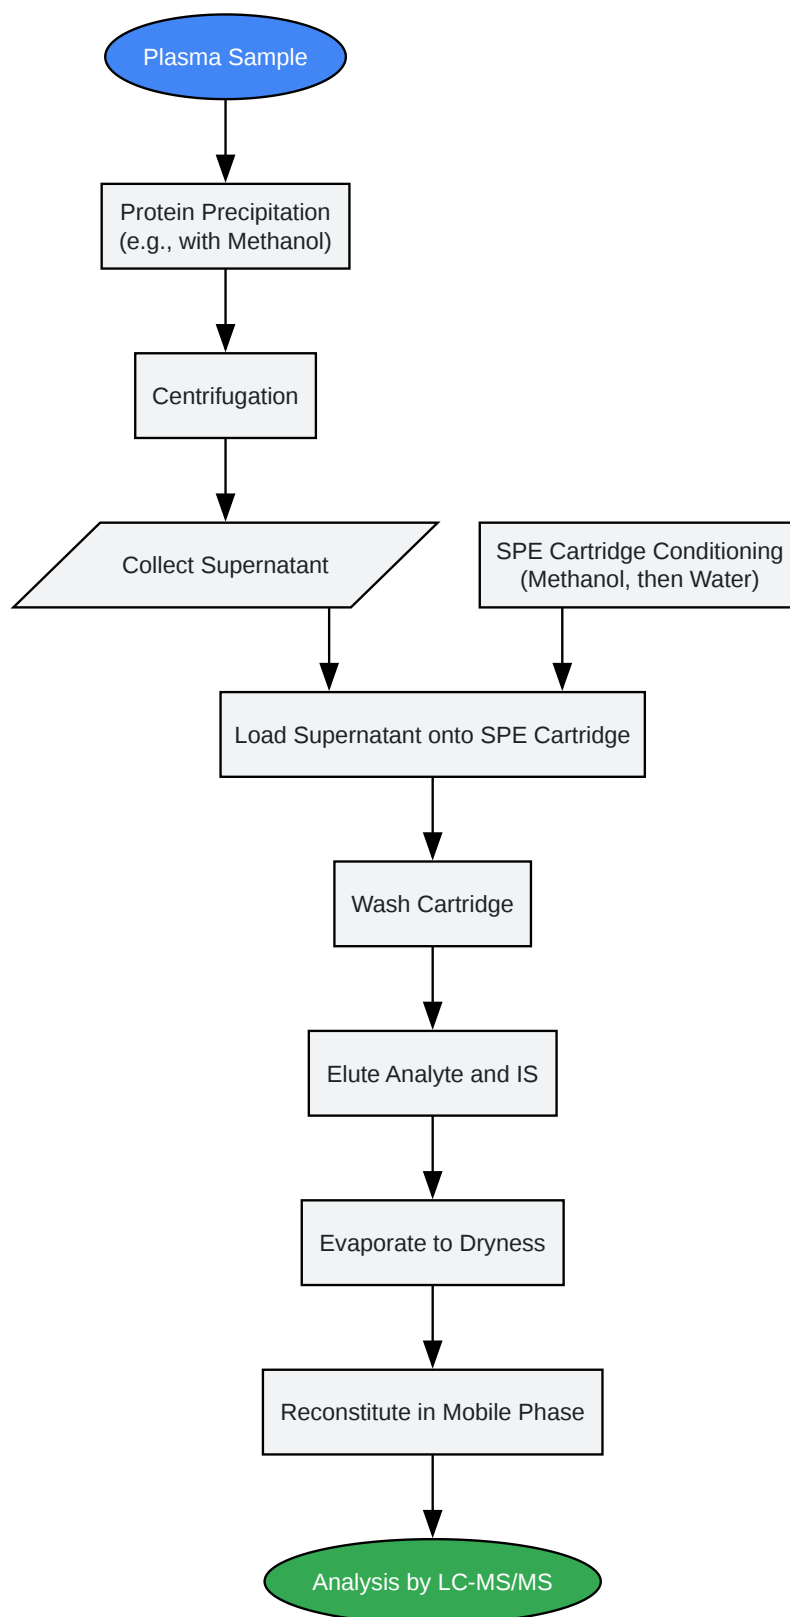 Plasma Sample
Protein Precipitation
(e.g., with Methanol)
Centrifugation
Collect Supernatant
SPE Cartridge Conditioning
(Methanol, then Water)
Load Supernatant onto SPE Cartridge
Wash Cartridge
Elute Analyte and IS
Evaporate to Dryness
Reconstitute in Mobile Phase
Analysis by LC-MS/MS